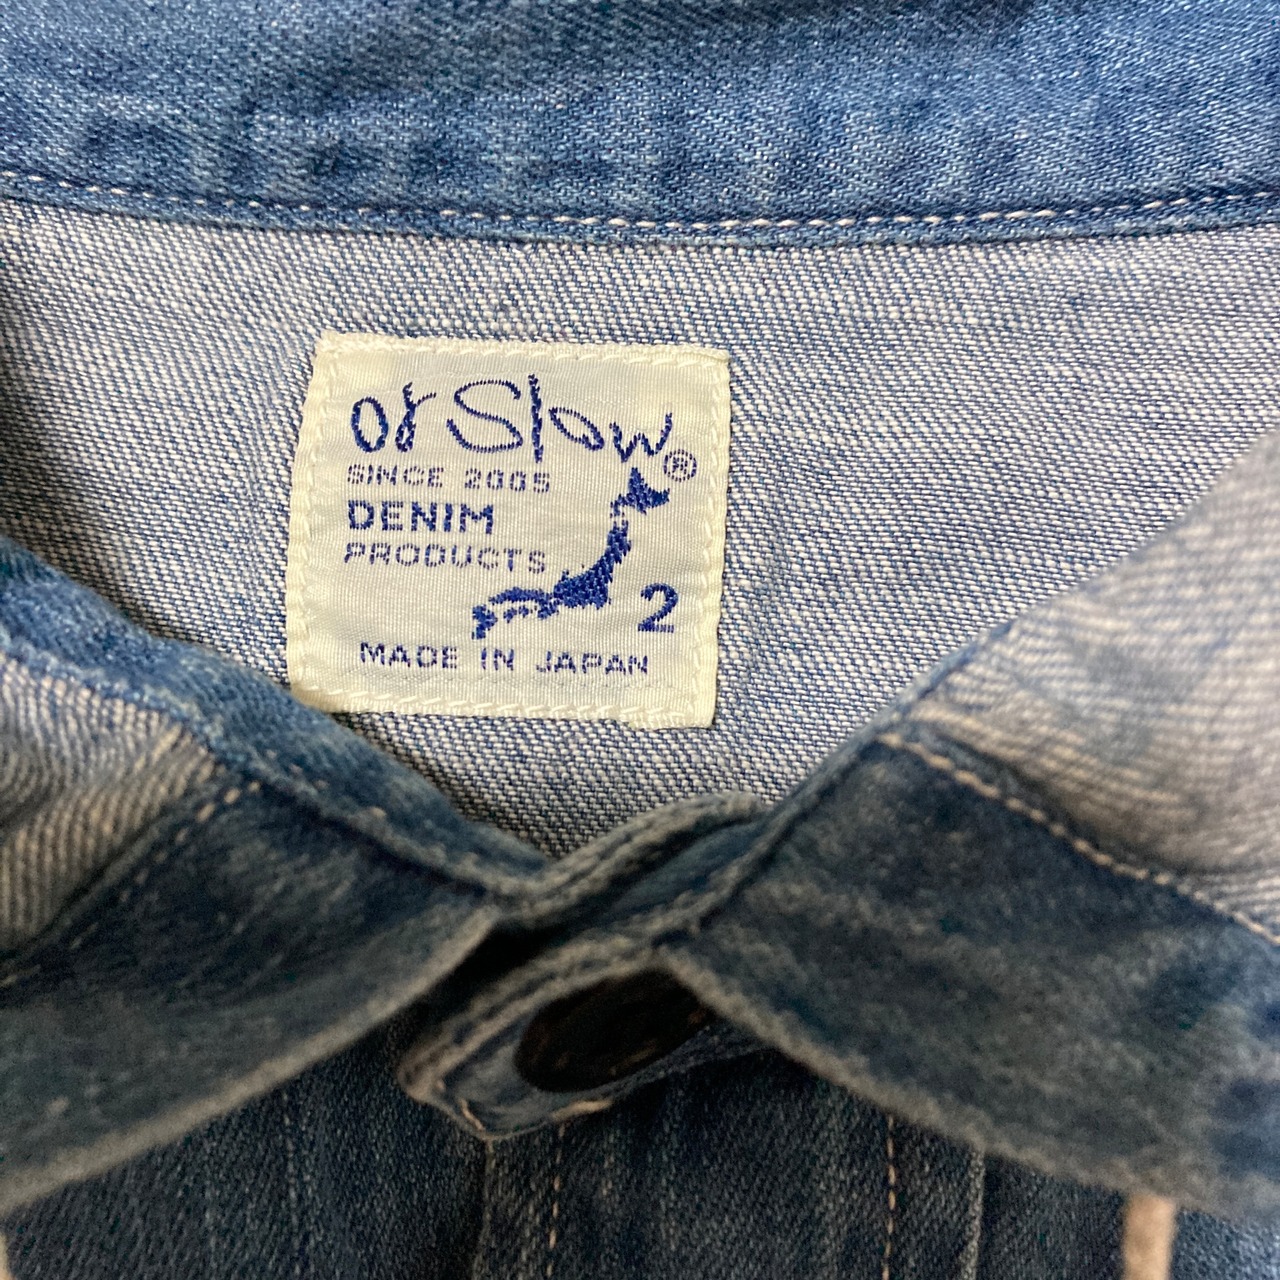 or Slow®
SINCE 2005
DENIM
PRODUCTS
2
MADE IN JAPAN